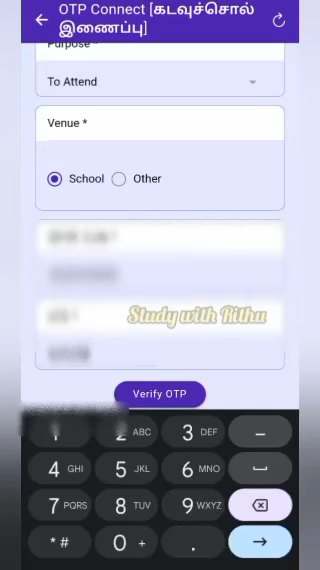 OTP Connect [கடவுச்சொல்
இணைப்பு]
Purpose *
To Attend
Venue *
School Other
Study with Rithu
Verify OTP
1 2 ABC 3 DEF –
4 GHI 5 JKL 6 MNO
7 PQRS 8 TUV 9 WXYZ
* # 0 + .